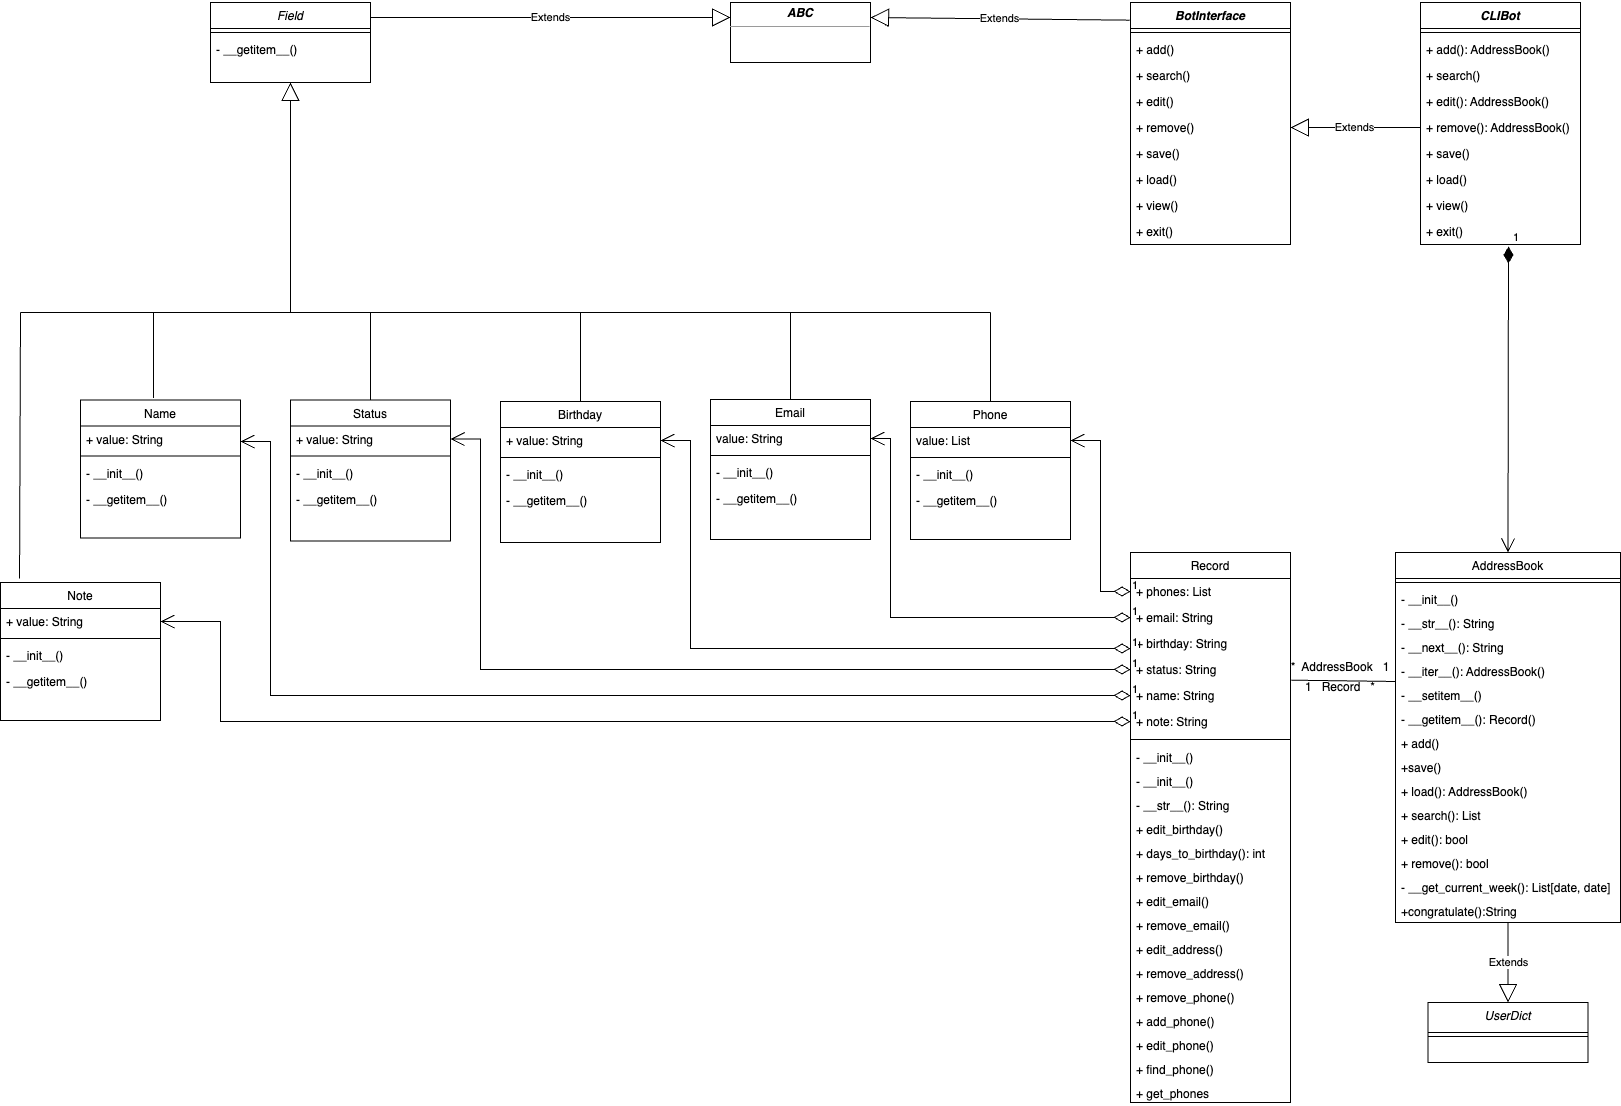 Field
- __getitem__()
Extends
ABC
Extends
BotInterface
+ add()
+ search()
+ edit()
+ remove()
+ save()
+ load()
+ view()
+ exit()
Extends
CLIBot
+ add(): AddressBook()
+ search()
+ edit(): AddressBook()
+ remove(): AddressBook()
+ save()
+ load()
+ view()
+ exit()
1
Name
+ value: String
- __init__()
- __getitem__()
Status
+ value: String
- __init__()
- __getitem__()
Birthday
+ value: String
- __init__()
- __getitem__()
Email
value: String
- __init__()
- __getitem__()
Phone
value: List
- __init__()
- __getitem__()
Note
+ value: String
- __init__()
- __getitem__()
Record
1
+ phones: List
1
+ email: String
1
+ birthday: String
1
+ status: String
1
+ name: String
1
+ note: String
- __init__()
- __init__()
- __str__(): String
+ edit_birthday()
+ days_to_birthday(): int
+ remove_birthday()
+ edit_email()
+ remove_email()
+ edit_address()
+ remove_address()
+ remove_phone()
+ add_phone()
+ edit_phone()
+ find_phone()
+ get_phones
* AddressBook 1
1 Record *
AddressBook
- __init__()
- __str__(): String
- __next__(): String
- __iter__(): AddressBook()
- __setitem__()
- __getitem__(): Record()
+ add()
+save()
+ load(): AddressBook()
+ search(): List
+ edit(): bool
+ remove(): bool
- __get_current_week(): List[date, date]
+congratulate():String
Extends
UserDict